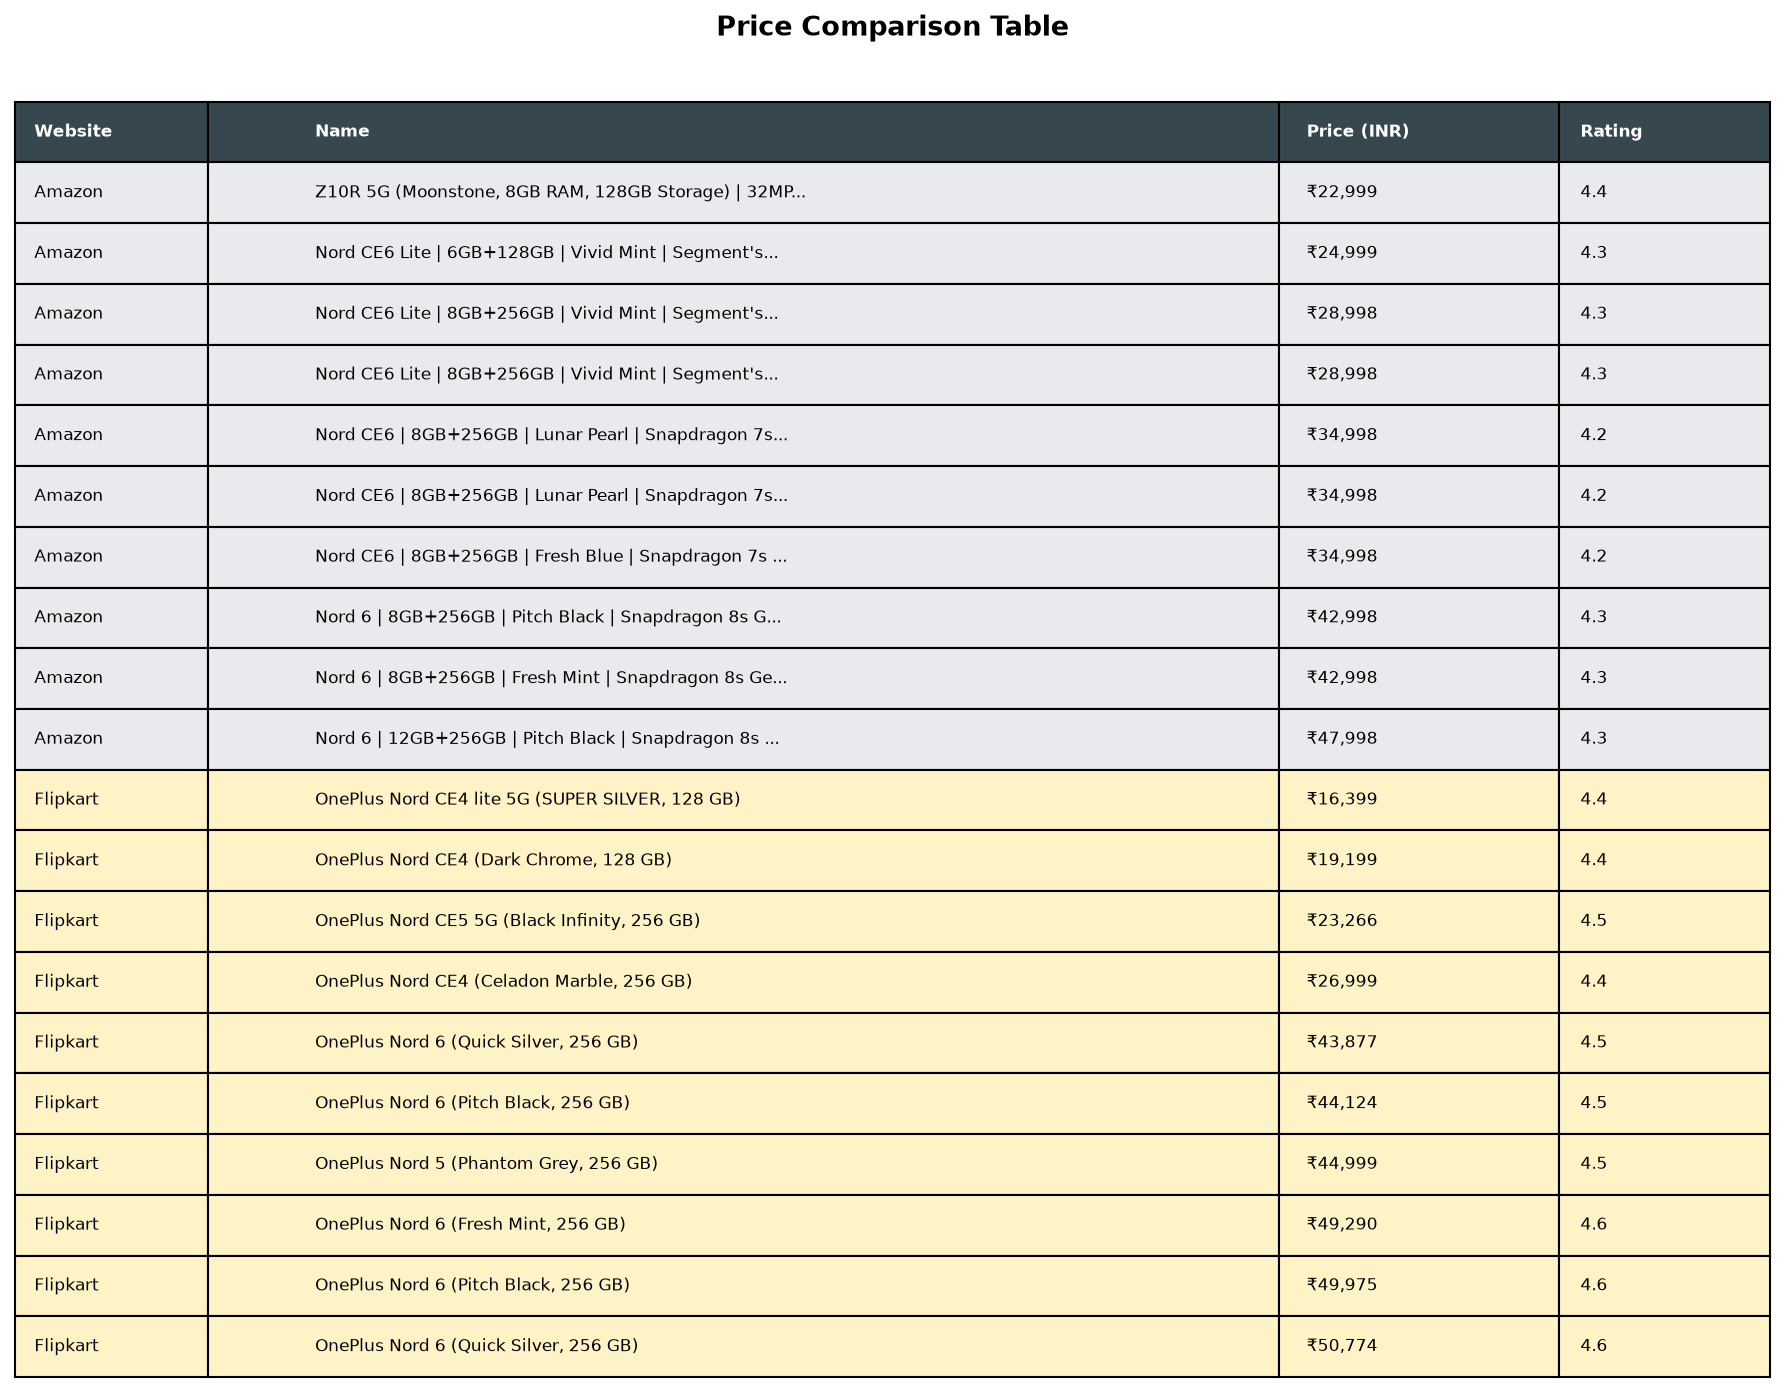 Price Comparison Table
Website Name Price (INR) Rating
Amazon Z10R 5G (Moonstone, 8GB RAM, 128GB Storage) | 32MP... ₹22,999 4.4
Amazon Nord CE6 Lite | 6GB+128GB | Vivid Mint | Segment's... ₹24,999 4.3
Amazon Nord CE6 Lite | 8GB+256GB | Vivid Mint | Segment's... ₹28,998 4.3
Amazon Nord CE6 Lite | 8GB+256GB | Vivid Mint | Segment's... ₹28,998 4.3
Amazon Nord CE6 | 8GB+256GB | Lunar Pearl | Snapdragon 7s... ₹34,998 4.2
Amazon Nord CE6 | 8GB+256GB | Lunar Pearl | Snapdragon 7s... ₹34,998 4.2
Amazon Nord CE6 | 8GB+256GB | Fresh Blue | Snapdragon 7s ... ₹34,998 4.2
Amazon Nord 6 | 8GB+256GB | Pitch Black | Snapdragon 8s G... ₹42,998 4.3
Amazon Nord 6 | 8GB+256GB | Fresh Mint | Snapdragon 8s Ge... ₹42,998 4.3
Amazon Nord 6 | 12GB+256GB | Pitch Black | Snapdragon 8s ... ₹47,998 4.3
Flipkart OnePlus Nord CE4 lite 5G (SUPER SILVER, 128 GB) ₹16,399 4.4
Flipkart OnePlus Nord CE4 (Dark Chrome, 128 GB) ₹19,199 4.4
Flipkart OnePlus Nord CE5 5G (Black Infinity, 256 GB) ₹23,266 4.5
Flipkart OnePlus Nord CE4 (Celadon Marble, 256 GB) ₹26,999 4.4
Flipkart OnePlus Nord 6 (Quick Silver, 256 GB) ₹43,877 4.5
Flipkart OnePlus Nord 6 (Pitch Black, 256 GB) ₹44,124 4.5
Flipkart OnePlus Nord 5 (Phantom Grey, 256 GB) ₹44,999 4.5
Flipkart OnePlus Nord 6 (Fresh Mint, 256 GB) ₹49,290 4.6
Flipkart OnePlus Nord 6 (Pitch Black, 256 GB) ₹49,975 4.6
Flipkart OnePlus Nord 6 (Quick Silver, 256 GB) ₹50,774 4.6